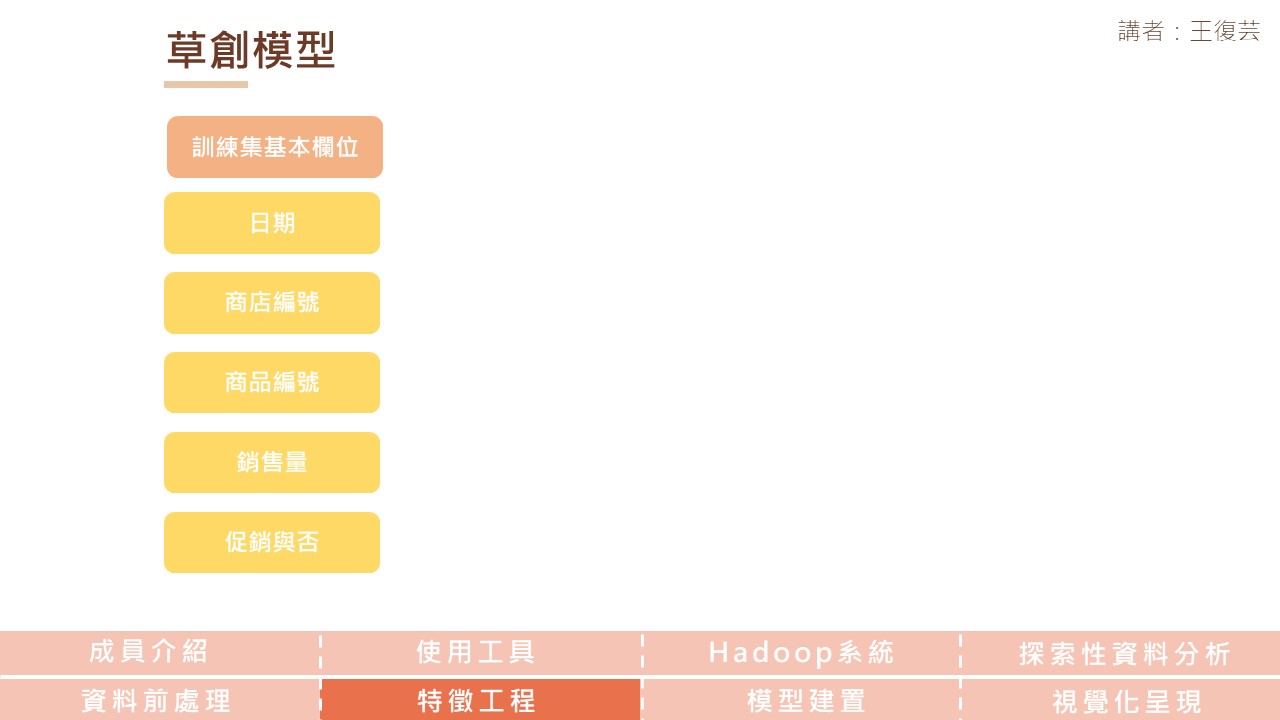 草創模型
講者：王復芸
訓練集基本欄位
日期
商店編號
商品編號
銷售量
促銷與否
成員介紹
使用工具
Hadoop系統
探索性資料分析
資料前處理
特徵工程
模型建置
視覺化呈現